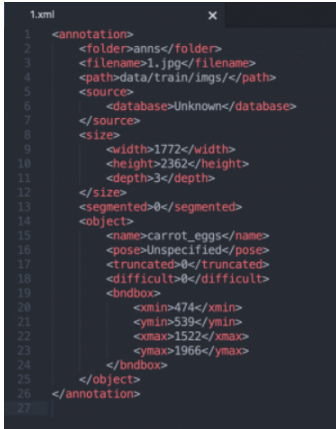 1.xml ×
1 <annotation>
2 <folder>anns</folder>
3 <filename>1.jpg</filename>
4 <path>data/train/imgs/</path>
5 <source>
6 <database>Unknown</database>
7 </source>
8 <size>
9 <width>1772</width>
10 <height>2362</height>
11 <depth>3</depth>
12 </size>
13 <segmented>0</segmented>
14 <object>
15 <name>carrot_eggs</name>
16 <pose>Unspecified</pose>
17 <truncated>0</truncated>
18 <difficult>0</difficult>
19 <bndbox>
20 <xmin>474</xmin>
21 <ymin>539</ymin>
22 <xmax>1522</xmax>
23 <ymax>1966</ymax>
24 </bndbox>
25 </object>
26 </annotation>
27